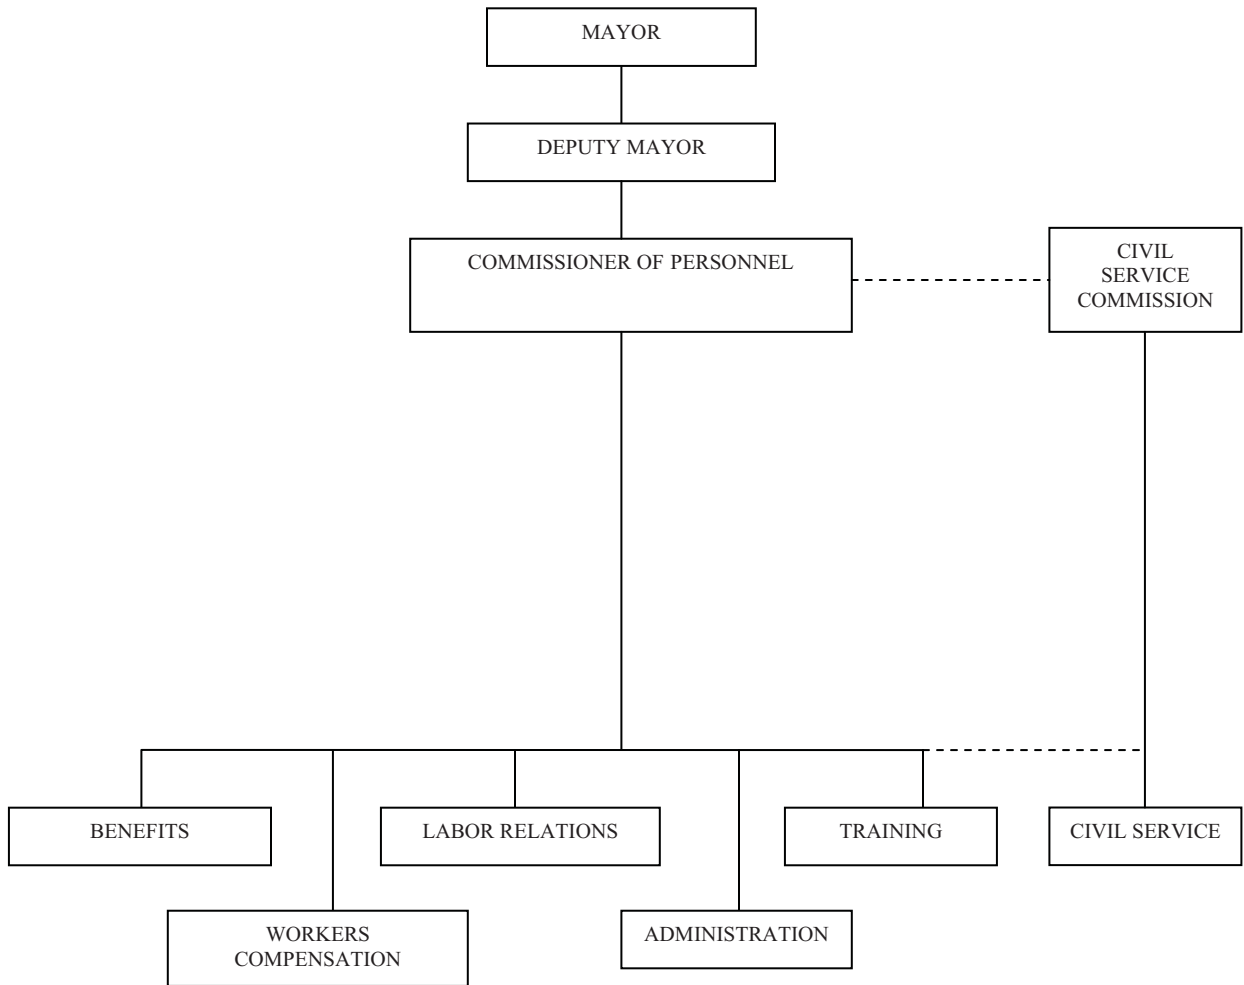 MAYOR
DEPUTY MAYOR
COMMISSIONER OF PERSONNEL
CIVIL
SERVICE
COMMISSION
BENEFITS
LABOR RELATIONS
TRAINING
CIVIL SERVICE
WORKERS
COMPENSATION
ADMINISTRATION